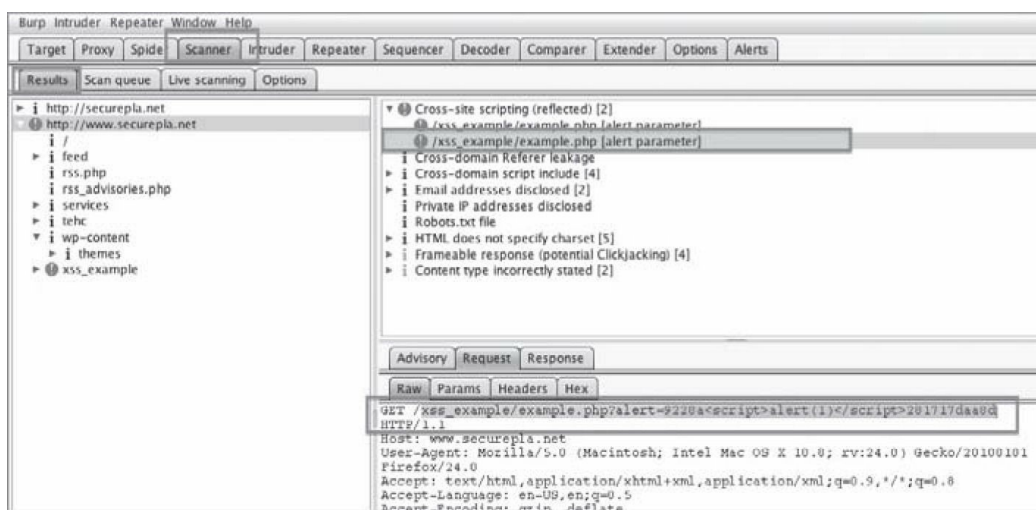 Burp Intruder Repeater Window Help
Target Proxy Spide Scanner Intruder Repeater Sequencer Decoder Comparer Extender Options Alerts
Results Scan queue Live scanning Options
http://securepla.net
http://www.securepla.net
/
feed
rss.php
rss_advisories.php
services
tehc
wp-content
themes
xss_example
Cross-site scripting (reflected) [2]
/xss_example/example.php [alert parameter]
/xss_example/example.php [alert parameter]
Cross-domain Referer leakage
Cross-domain script include [4]
Email addresses disclosed [2]
Private IP addresses disclosed
Robots.txt file
HTML does not specify charset [5]
Frameable response (potential Clickjacking) [4]
Content type incorrectly stated [2]
Advisory Request Response
Raw Params Headers Hex
GET /xss_example/example.php?alert=9228a<script>alert(1)</script>281717daa8d
HTTP/1.1
Host: www.securepla.net
User-Agent: Mozilla/5.0 (Macintosh; Intel Mac OS X 10.8; rv:24.0) Gecko/20100101
Firefox/24.0
Accept: text/html,application/xhtml+xml,application/xml;q=0.9,*/*;q=0.8
Accept-Language: en-US,en;q=0.5
Accept-Encoding: gzip, deflate